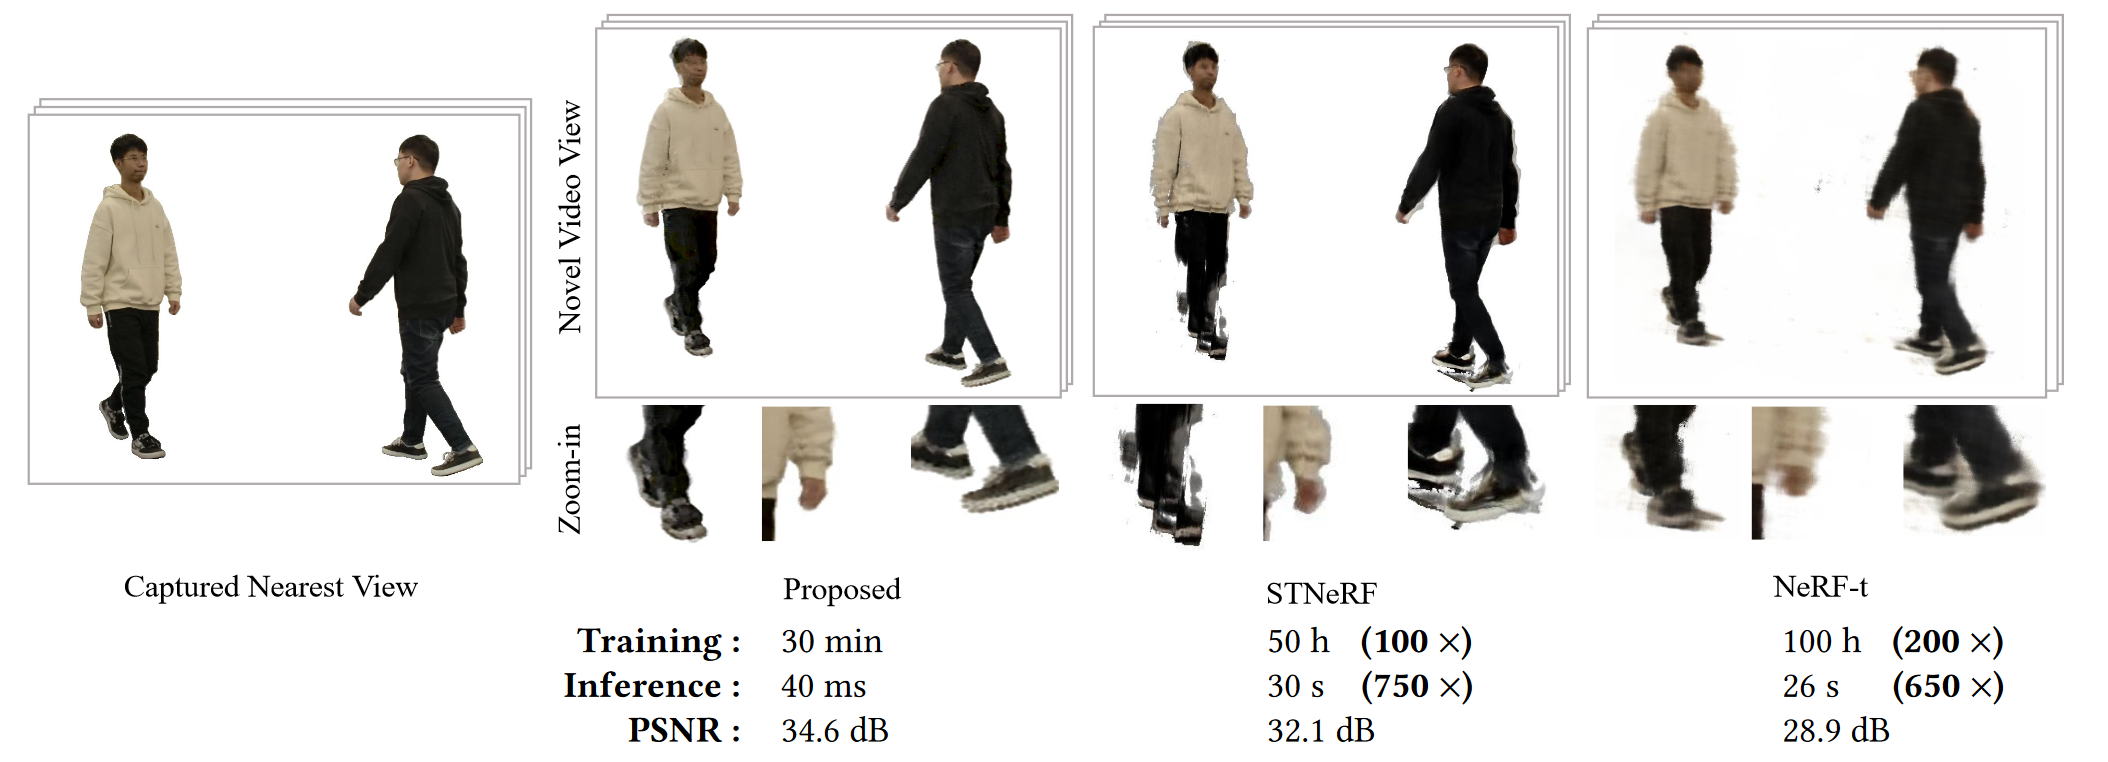 Novel Video View
Zoom-in
Captured Nearest View
Proposed
STNeRF
NeRF-t
Training : 30 min 50 h (100 ×) 100 h (200 ×)
Inference : 40 ms 30 s (750 ×) 26 s (650 ×)
PSNR : 34.6 dB 32.1 dB 28.9 dB